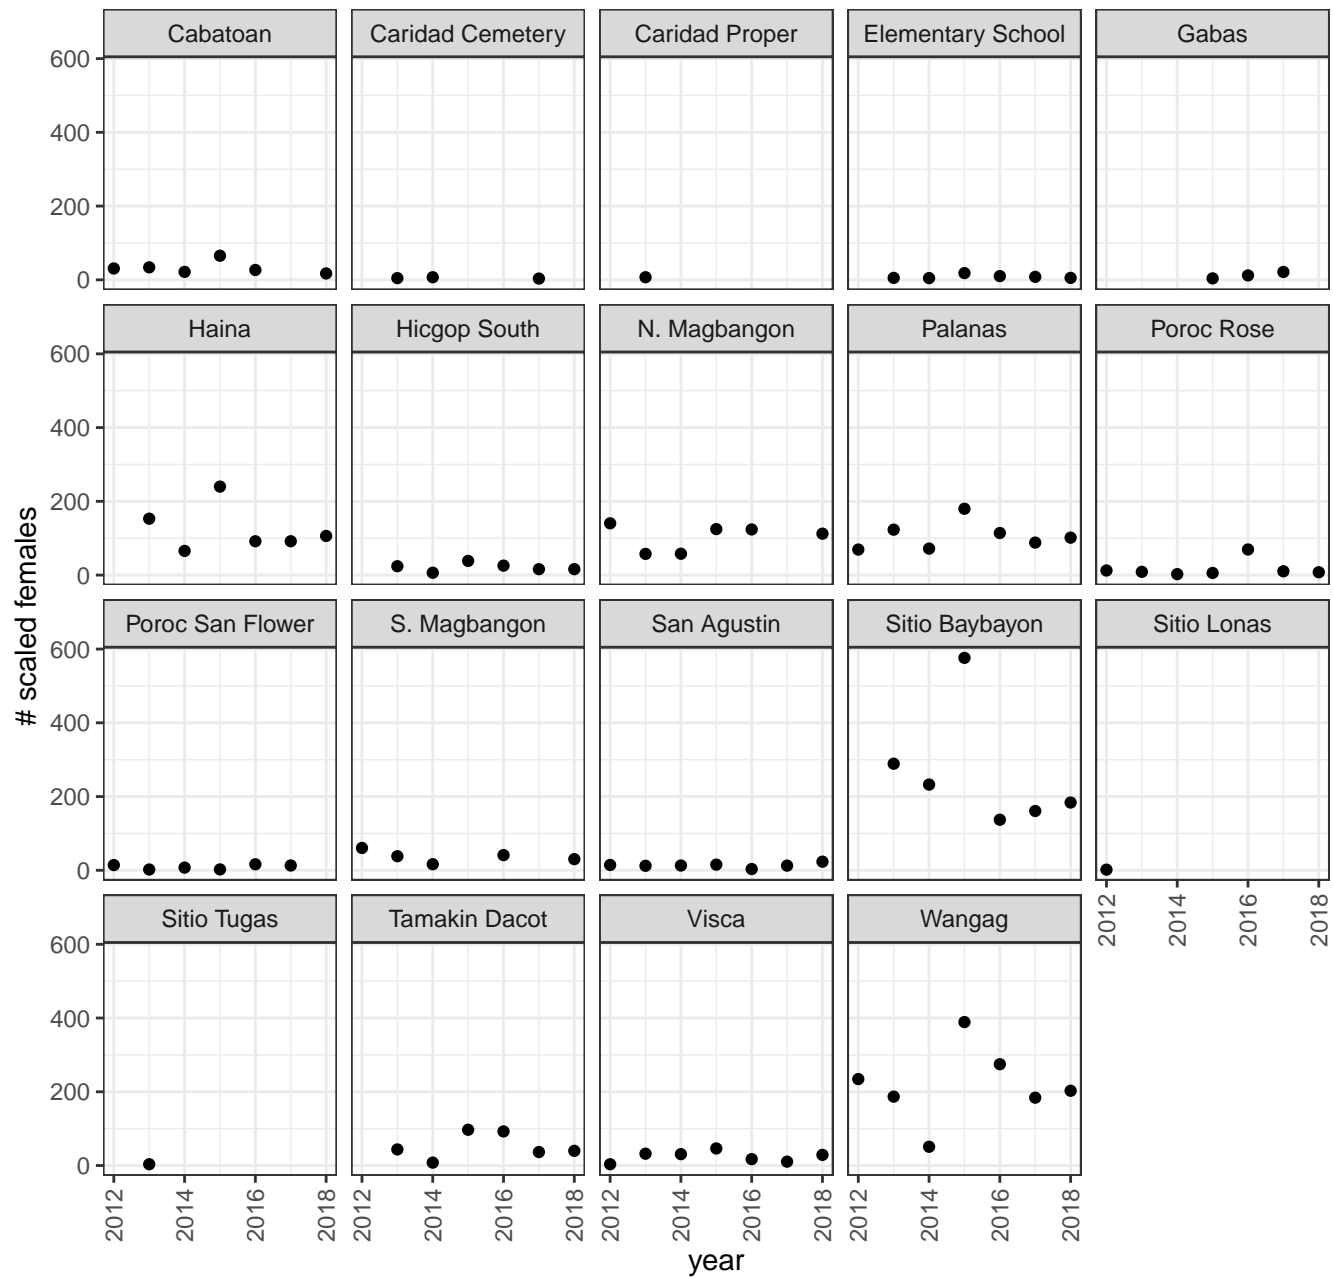 Cabatoan Caridad Cemetery Caridad Proper Elementary School Gabas
600
400
200
0
Haina Hicgop South N. Magbangon Palanas Poroc Rose
600
400
200
0
# scaled females
Poroc San Flower S. Magbangon San Agustin Sitio Baybayon Sitio Lonas
600
400
200
0
2012 2014 2016 2018
Sitio Tugas Tamakin Dacot Visca Wangag
600
400
200
0
2012 2014 2016 2018 2012 2014 2016 2018 2012 2014 2016 2018 2012 2014 2016 2018
year